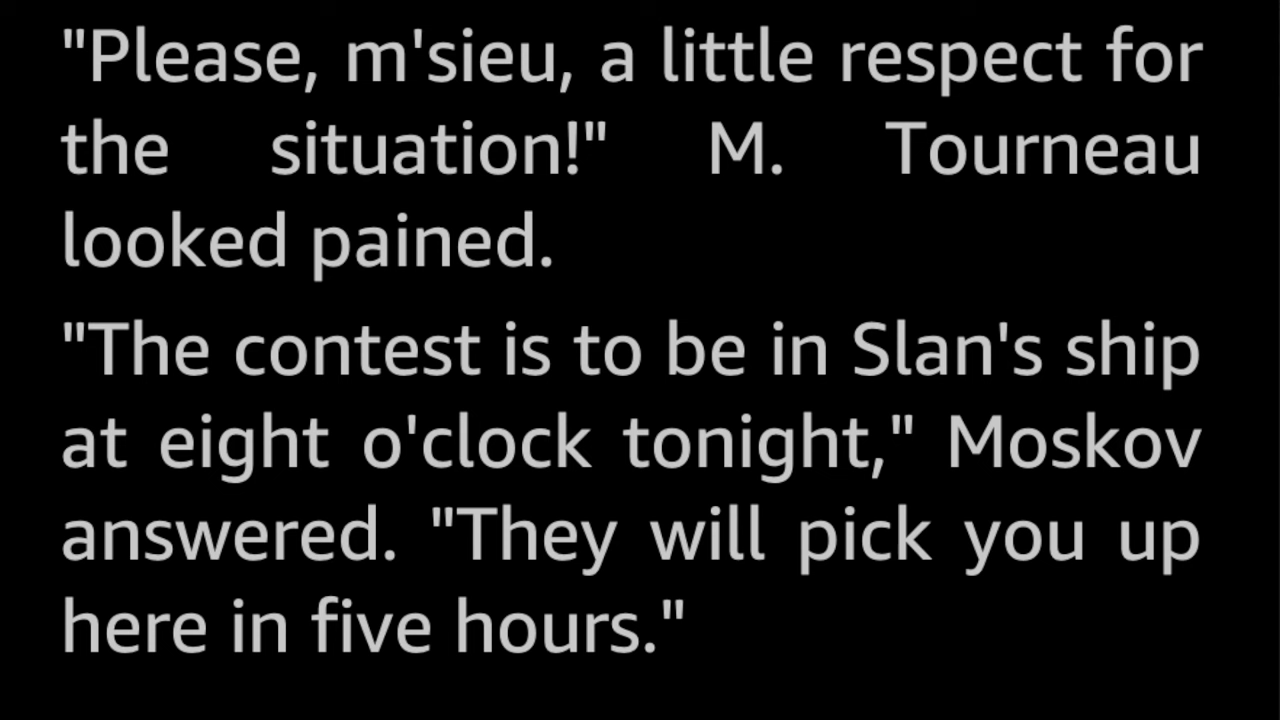 "Please, m'sieu, a little respect for
the situation!" M. Tourneau
looked pained.
"The contest is to be in Slan's ship
at eight o'clock tonight," Moskov
answered. "They will pick you up
here in five hours."